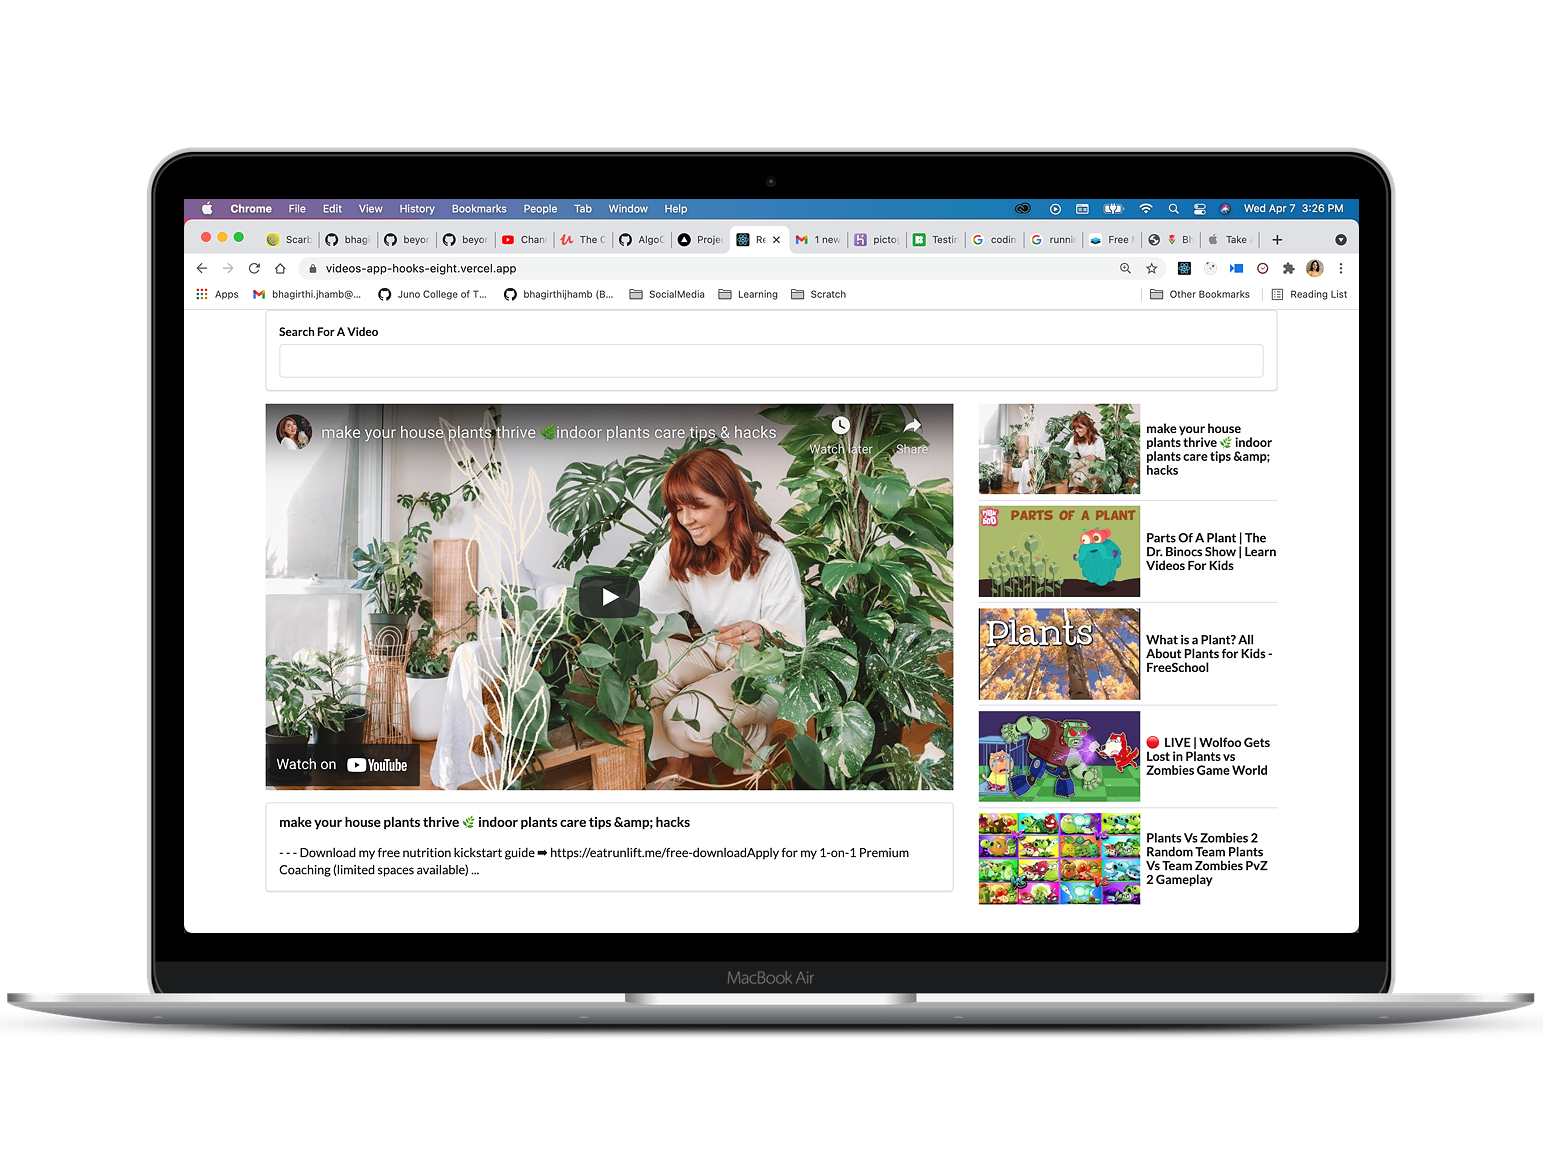 Chrome File Edit View History Bookmarks People Tab Window Help Wed Apr 7 3:26 PM
Scarb bhagi beyor beyor Chan The C AlgoC Proje Re 1 new pictog Testin codin runni Free Bh Take
videos-app-hooks-eight.vercel.app
Apps bhagirthi.jhamb@... Juno College of T... bhagirthijhamb (B... SocialMedia Learning Scratch Other Bookmarks Reading List
Search For A Video
make your house plants thrive 🌿indoor plants care tips & hacks
Watch later Share
Watch on YouTube
make your house plants thrive 🌿 indoor plants care tips &amp; hacks
- - - Download my free nutrition kickstart guide ➡ https://eatrunlift.me/free-downloadApply for my 1-on-1 Premium
Coaching (limited spaces available) ...
make your house
plants thrive 🌿 indoor
plants care tips &amp;
hacks
PARTS OF A PLANT
Parts Of A Plant | The
Dr. Binocs Show | Learn
Videos For Kids
Plants
What is a Plant? All
About Plants for Kids -
FreeSchool
🔴 LIVE | Wolfoo Gets
Lost in Plants vs
Zombies Game World
Plants Vs Zombies 2
Random Team Plants
Vs Team Zombies PvZ
2 Gameplay
MacBook Air